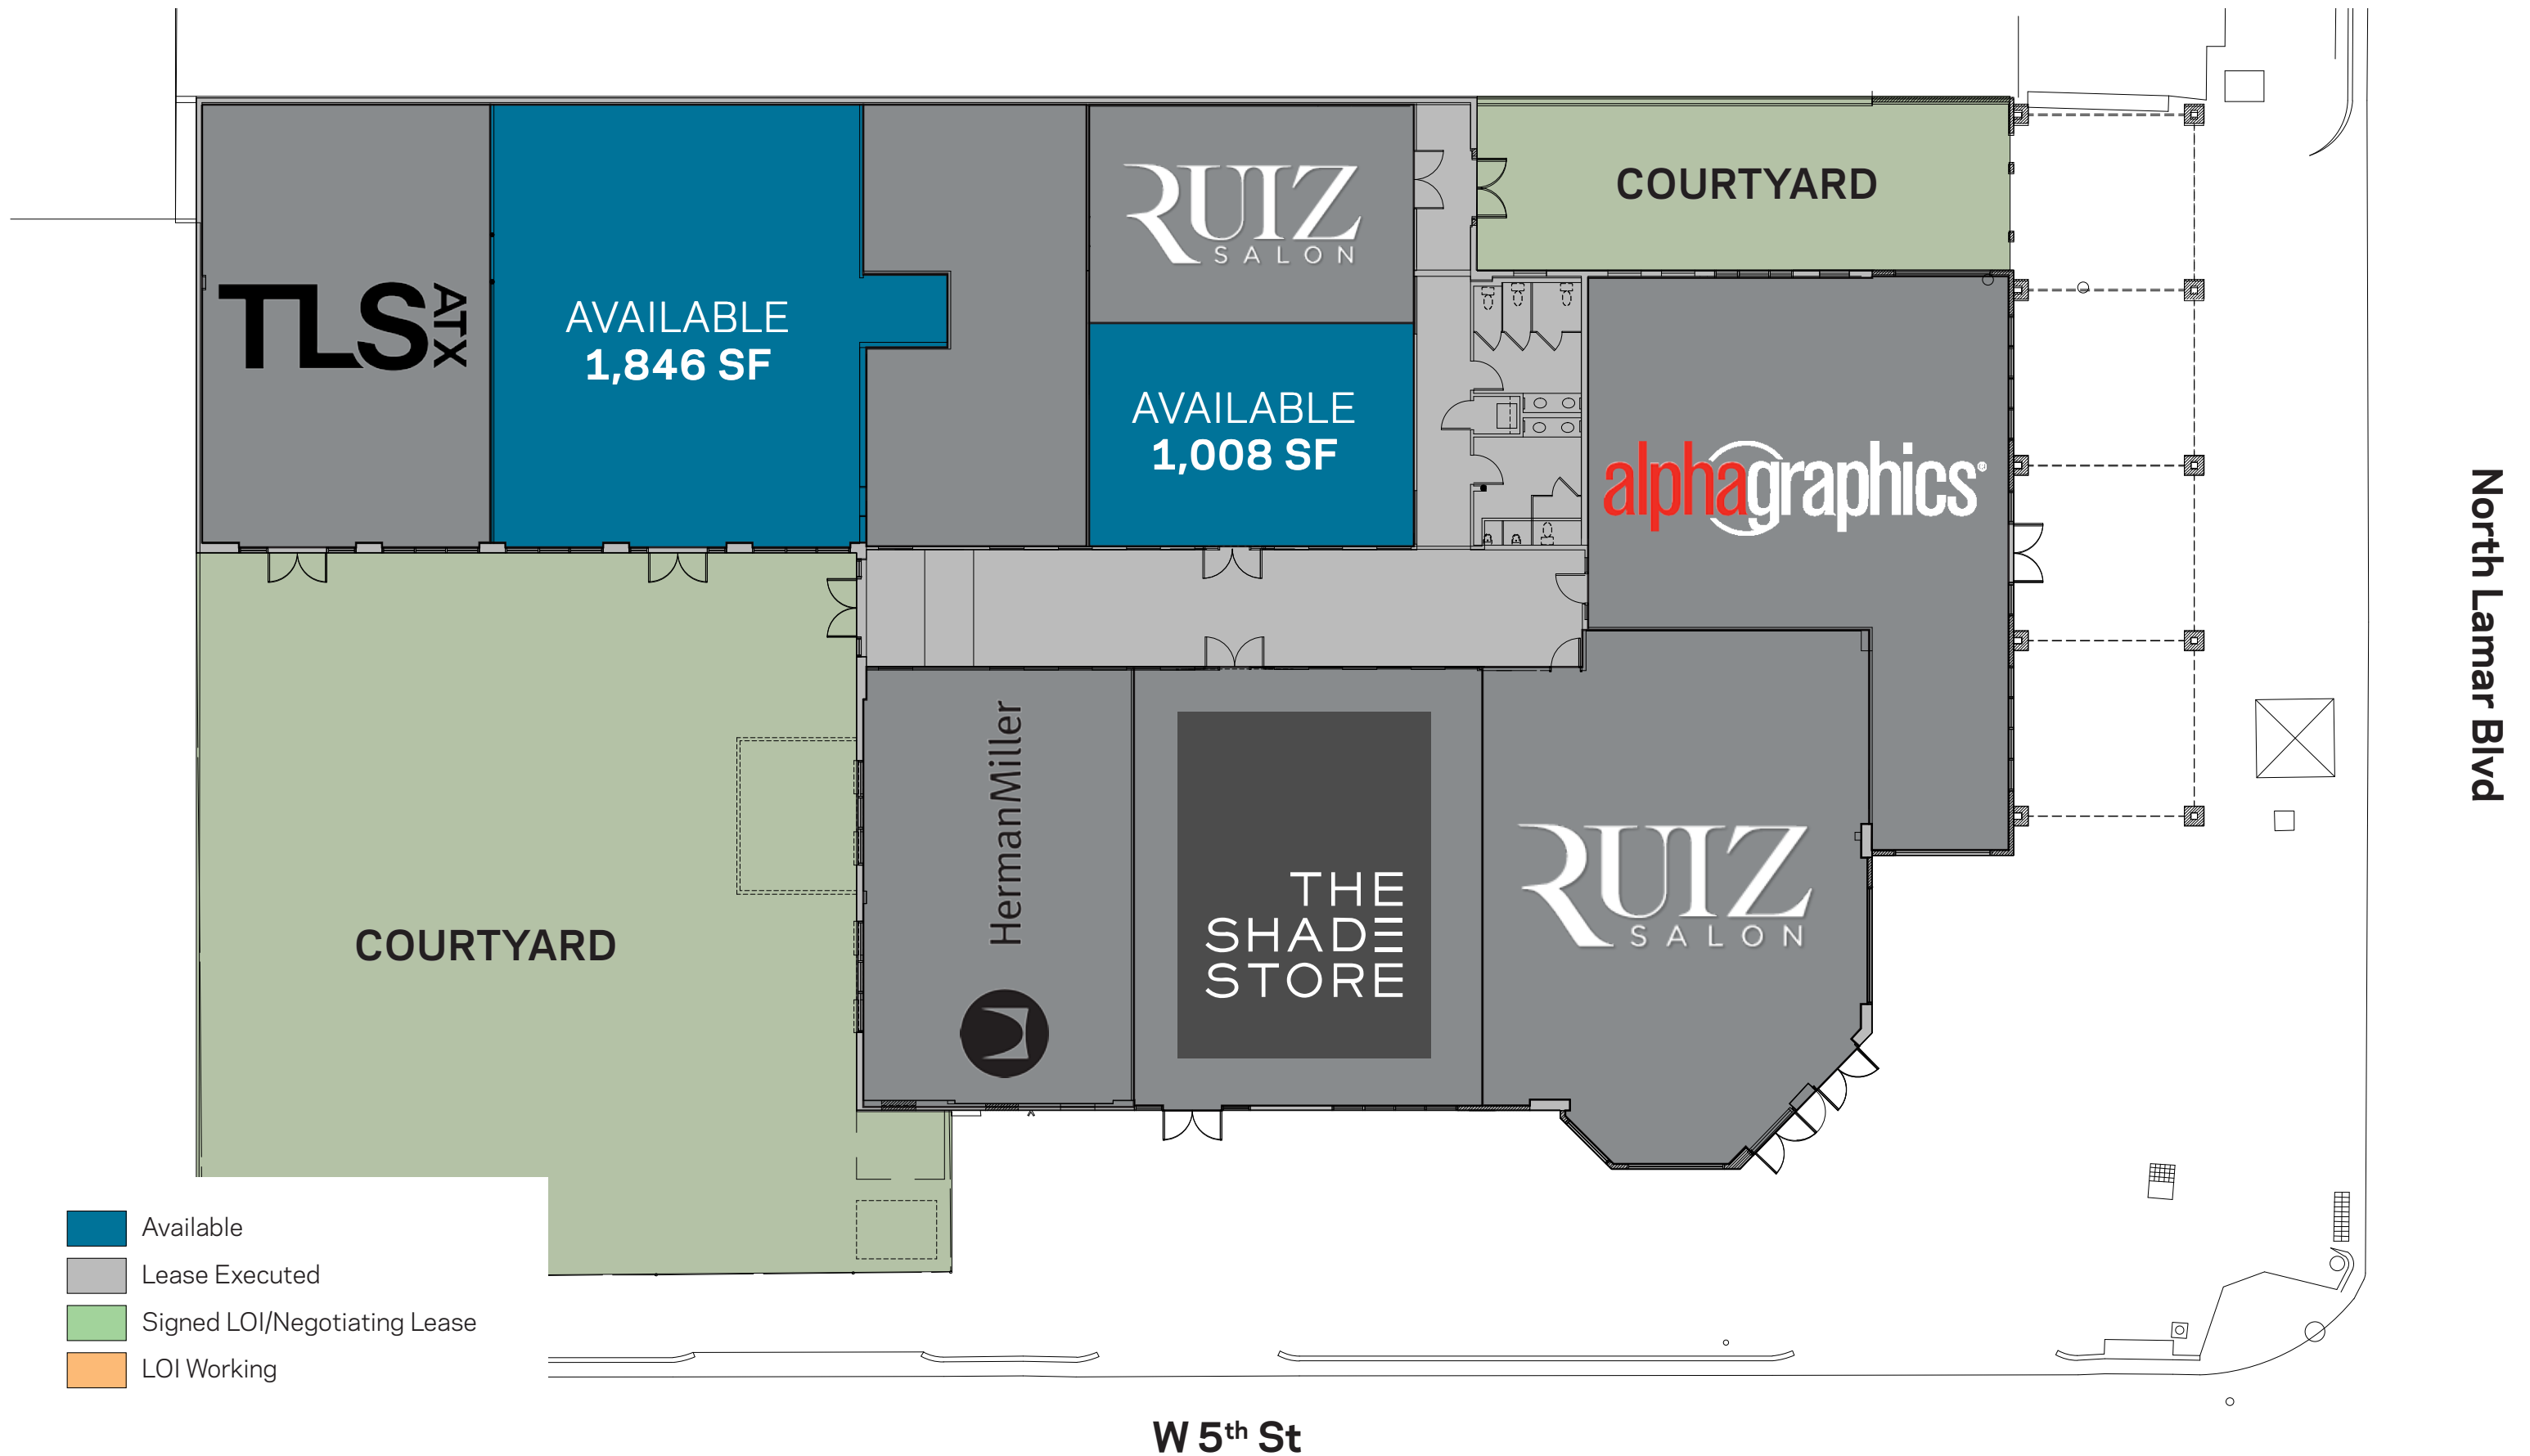 TLS ATX
AVAILABLE
1,846 SF
RUIZ
SALON
AVAILABLE
1,008 SF
COURTYARD
alphagraphics®
North Lamar Blvd
COURTYARD
HermanMiller
THE
SHADE
STORE
RUIZ
SALON
Available
Lease Executed
Signed LOI/Negotiating Lease
LOI Working
W 5th St